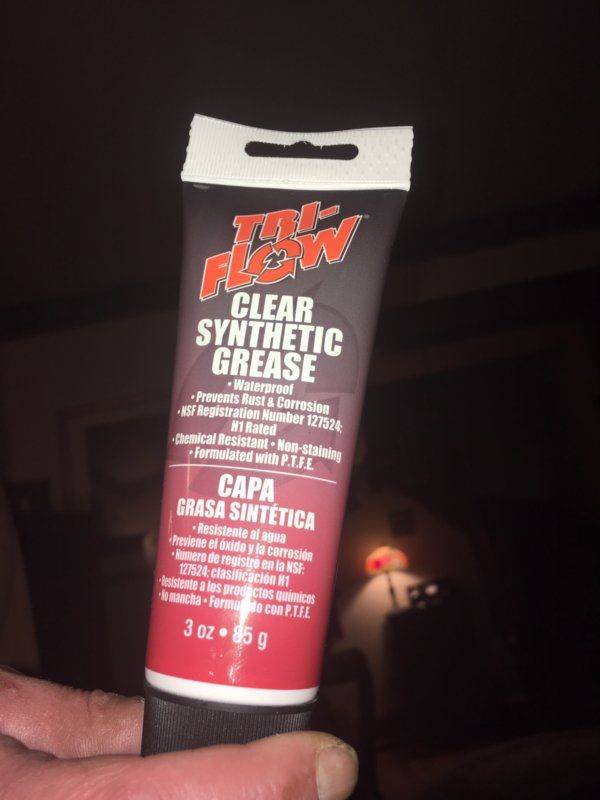 TRI-
FLOW
CLEAR
SYNTHETIC
GREASE
• Waterproof
• Prevents Rust & Corrosion
• NSF Registration Number 127524;
H1 Rated
• Chemical Resistant • Non-staining
• Formulated with P.T.F.E.
CAPA
GRASA SINTÉTICA
• Resistente al agua
• Previene el óxido y la corrosión
• Número de registro en la NSF:
127524; clasificación H1
• Resistente a los productos químicos
• No mancha • Formulado con P.T.F.E.
3 oz • 85 g